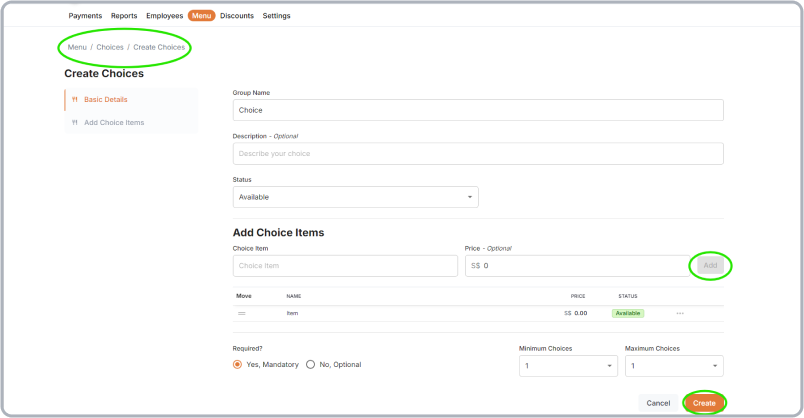 Payments Reports Employees Menu Discounts Settings
Menu / Choices / Create Choices
Create Choices
Basic Details
Add Choice Items
Group Name
Choice
Description - Optional
Describe your choice
Status
Available
Add Choice Items
Choice Item Price - Optional
Choice Item S$ 0 Add
Move NAME PRICE STATUS
Item S$ 0.00 Available ...
Required? Minimum Choices Maximum Choices
Yes, Mandatory No, Optional 1 1
Cancel Create